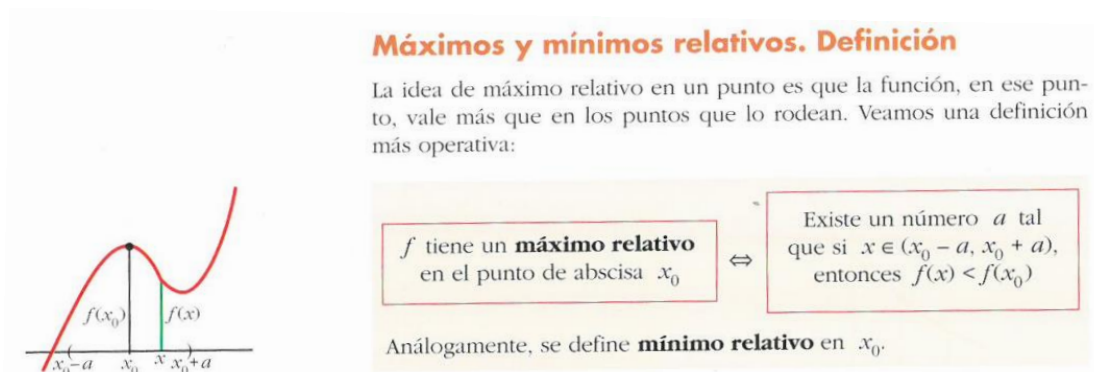 Máximos y mínimos relativos. Definición
La idea de máximo relativo en un punto es que la función, en ese pun-
to, vale más que en los puntos que lo rodean. Veamos una definición
más operativa:
f tiene un máximo relativo
en el punto de abscisa x₀
⇔
Existe un número a tal
que si x ∈ (x₀ – a, x₀ + a),
entonces f(x) < f(x₀)
Análogamente, se define mínimo relativo en x₀.
f(x₀) f(x)
x₀–a x₀ x x₀+a